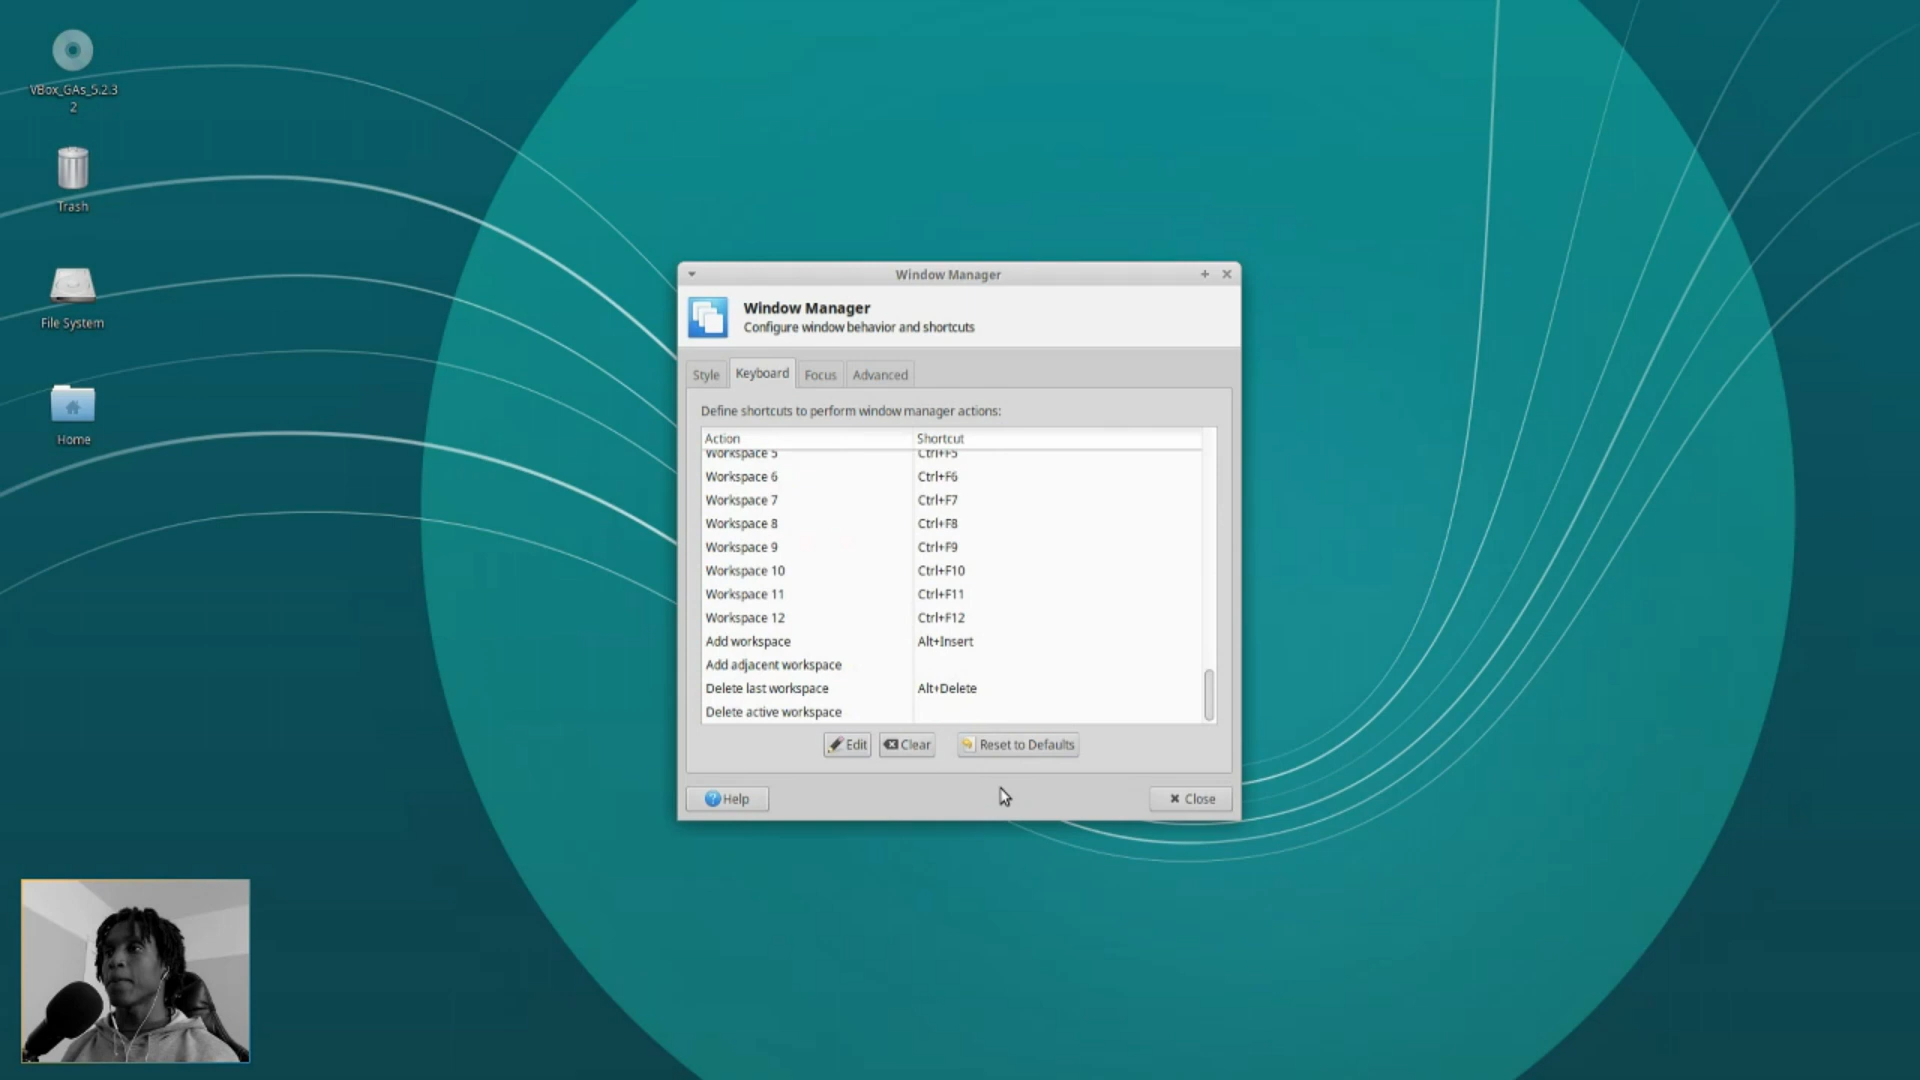 VBox_GAs_5.2.3
2
Trash
File System
Home
Window Manager
Window Manager
Configure window behavior and shortcuts
Style Keyboard Focus Advanced
Define shortcuts to perform window manager actions:
Action Shortcut
Workspace 5 Ctrl+F5
Workspace 6 Ctrl+F6
Workspace 7 Ctrl+F7
Workspace 8 Ctrl+F8
Workspace 9 Ctrl+F9
Workspace 10 Ctrl+F10
Workspace 11 Ctrl+F11
Workspace 12 Ctrl+F12
Add workspace Alt+Insert
Add adjacent workspace
Delete last workspace Alt+Delete
Delete active workspace
Edit Clear Reset to Defaults
Help Close